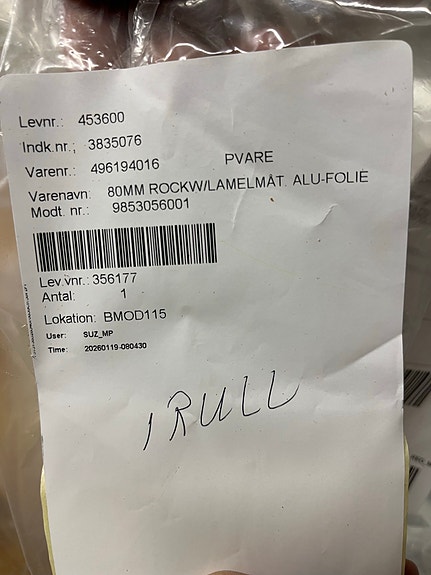 Levnr.: 453600
Indk.nr.; 3835076
Varenr.: 496194016 PVARE
Varenavn: 80MM ROCKW/LAMELMÅT. ALU-FOLIE
Modt. nr.: 9853056001
Lev.vnr.: 356177
Antal: 1
Lokation: BMOD115
User: SUZ_MP
Time: 20260119-080430
1 RULL